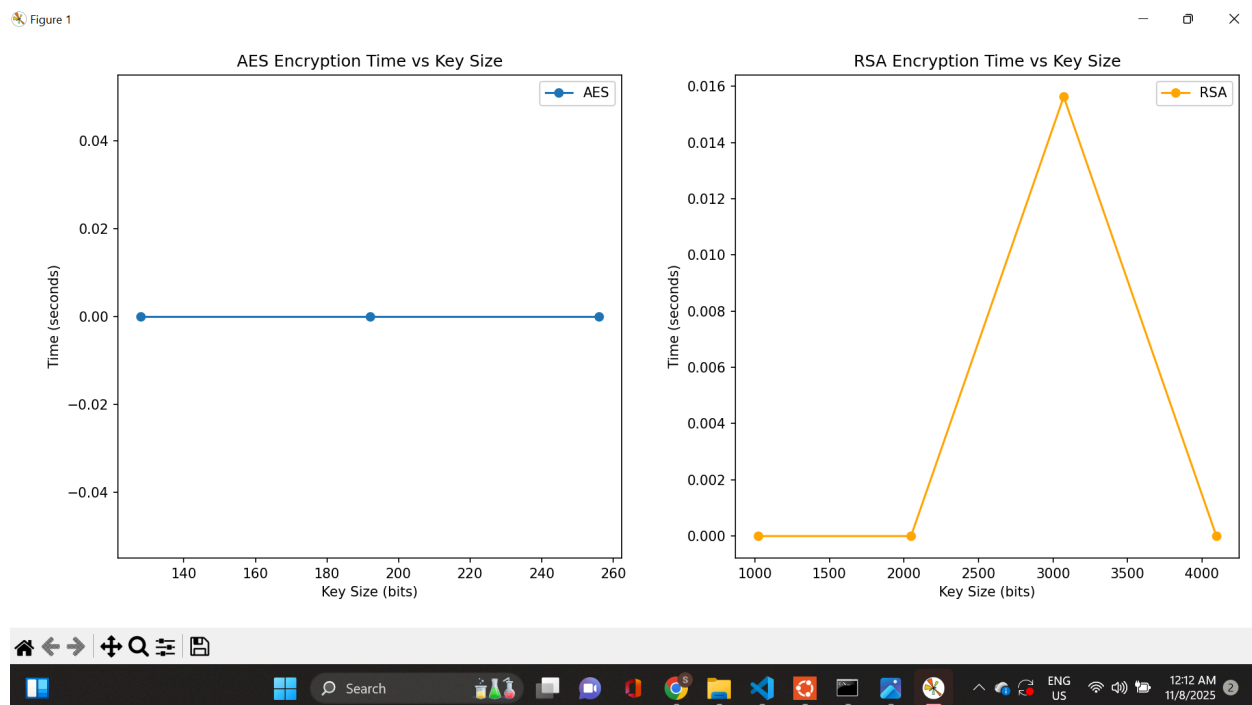 Figure 1
AES Encryption Time vs Key Size
AES
0.04
0.02
0.00
−0.02
−0.04
Time (seconds)
140 160 180 200 220 240 260
Key Size (bits)
RSA Encryption Time vs Key Size
RSA
0.016
0.014
0.012
0.010
0.008
0.006
0.004
0.002
0.000
Time (seconds)
1000 1500 2000 2500 3000 3500 4000
Key Size (bits)
Search
S
ENG
US
12:12 AM
11/8/2025
2